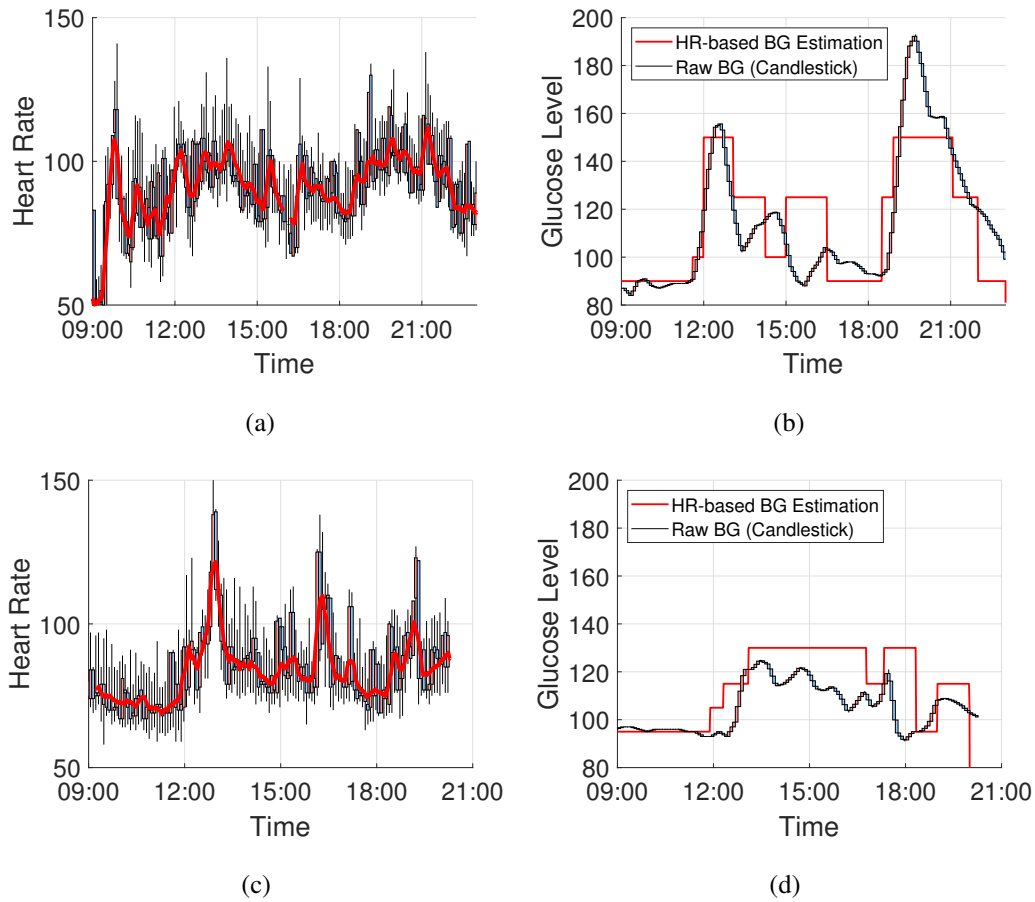 150
100
50
Heart Rate
09:00 12:00 15:00 18:00 21:00
Time
(a)
200
180
160
140
120
100
80
Glucose Level
HR-based BG Estimation
Raw BG (Candlestick)
09:00 12:00 15:00 18:00 21:00
Time
(b)
150
100
50
Heart Rate
09:00 12:00 15:00 18:00 21:00
Time
(c)
200
180
160
140
120
100
80
Glucose Level
HR-based BG Estimation
Raw BG (Candlestick)
09:00 12:00 15:00 18:00 21:00
Time
(d)